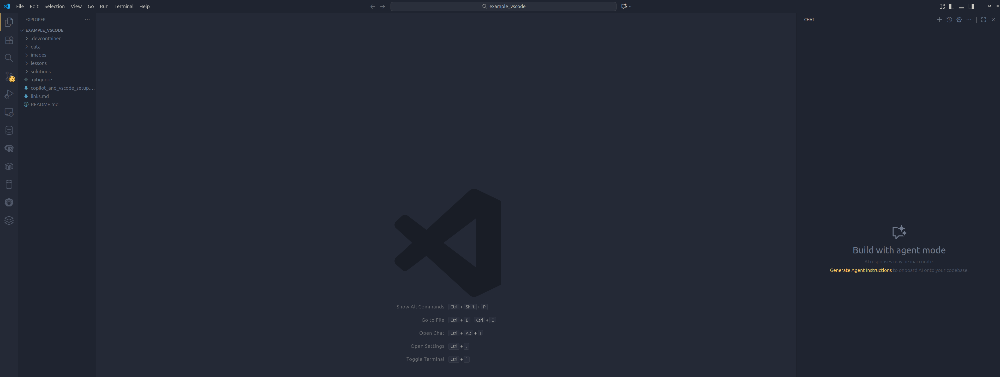 File Edit Selection View Go Run Terminal Help
example_vscode
EXPLORER
EXAMPLE_VSCODE
.devcontainer
data
images
lessons
solutions
.gitignore
copilot_and_vscode_setup....
links.md
README.md
Show All Commands Ctrl + Shift + P
Go to File Ctrl + E Ctrl + E
Open Chat Ctrl + Alt + I
Open Settings Ctrl + ,
Toggle Terminal Ctrl + `
CHAT
Build with agent mode
AI responses may be inaccurate.
Generate Agent Instructions to onboard AI onto your codebase.